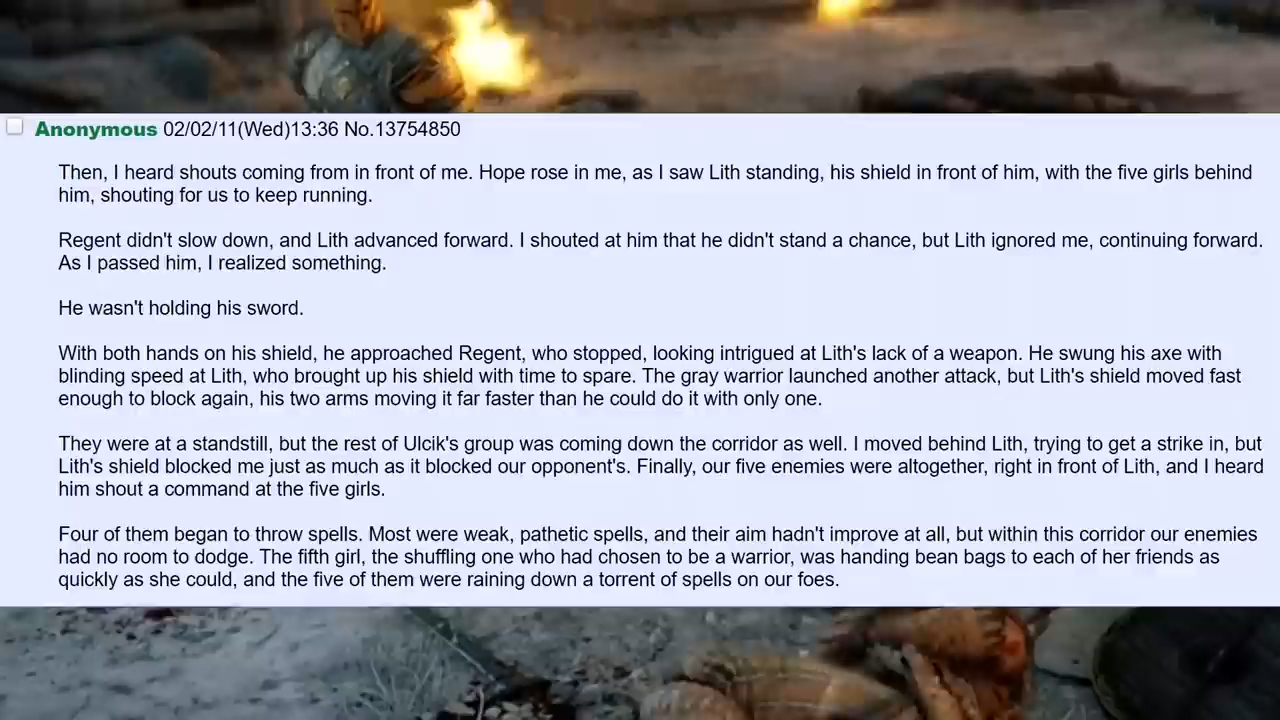 Anonymous 02/02/11(Wed)13:36 No.13754850
Then, I heard shouts coming from in front of me. Hope rose in me, as I saw Lith standing, his shield in front of him, with the five girls behind
him, shouting for us to keep running.
Regent didn't slow down, and Lith advanced forward. I shouted at him that he didn't stand a chance, but Lith ignored me, continuing forward.
As I passed him, I realized something.
He wasn't holding his sword.
With both hands on his shield, he approached Regent, who stopped, looking intrigued at Lith's lack of a weapon. He swung his axe with
blinding speed at Lith, who brought up his shield with time to spare. The gray warrior launched another attack, but Lith's shield moved fast
enough to block again, his two arms moving it far faster than he could do it with only one.
They were at a standstill, but the rest of Ulcik's group was coming down the corridor as well. I moved behind Lith, trying to get a strike in, but
Lith's shield blocked me just as much as it blocked our opponent's. Finally, our five enemies were altogether, right in front of Lith, and I heard
him shout a command at the five girls.
Four of them began to throw spells. Most were weak, pathetic spells, and their aim hadn't improve at all, but within this corridor our enemies
had no room to dodge. The fifth girl, the shuffling one who had chosen to be a warrior, was handing bean bags to each of her friends as
quickly as she could, and the five of them were raining down a torrent of spells on our foes.